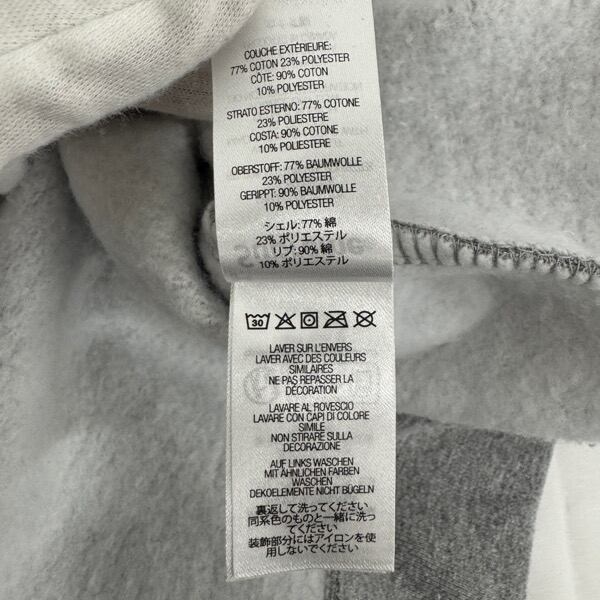 COUCHE EXTÉRIEURE:
77% COTON 23% POLYESTER
CÔTE: 90% COTON
10% POLYESTER
STRATO ESTERNO: 77% COTONE
23% POLIESTERE
COSTA: 90% COTONE
10% POLIESTERE
OBERSTOFF: 77% BAUMWOLLE
23% POLYESTER
GERIPPT: 90% BAUMWOLLE
10% POLYESTER
シェル: 77% 綿
23% ポリエステル
リブ: 90% 綿
10% ポリエステル
30
LAVER SUR L'ENVERS
LAVER AVEC DES COULEURS
SIMILAIRES
NE PAS REPASSER LA
DÉCORATION
LAVARE AL ROVESCIO
LAVARE CON CAPI DI COLORE
SIMILE
NON STIRARE SULLA
DECORAZIONE
AUF LINKS WASCHEN
MIT ÄHNLICHEN FARBEN
WASCHEN
DEKOELEMENTE NICHT BÜGELN
裏返して洗ってください
同系色のものと一緒に洗っ
てください
装飾部分にはアイロンを使
用しないでください